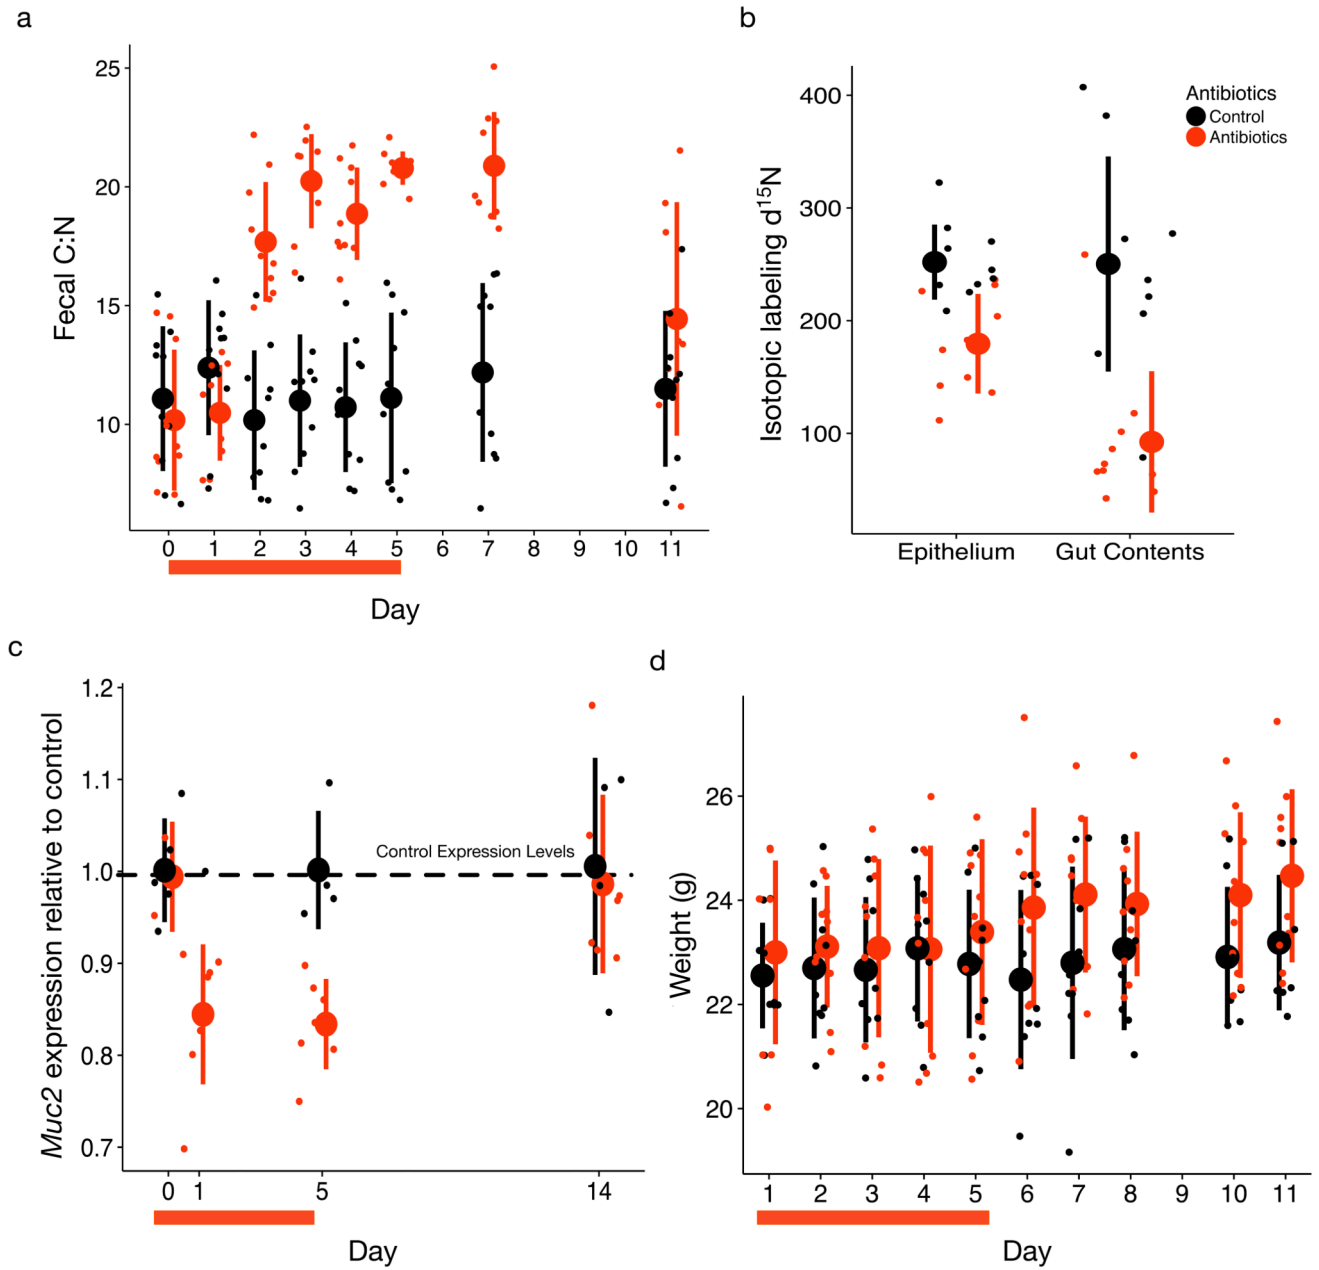 a
25
20
15
10
Fecal C:N
0 1 2 3 4 5 6 7 8 9 10 11
Day
b
400
300
200
100
Isotopic labeling d¹⁵N
Epithelium Gut Contents
Antibiotics
Control
Antibiotics
c
1.2
1.1
1.0
0.9
0.8
0.7
Muc2 expression relative to control
Control Expression Levels
0 1 5 14
Day
d
26
24
22
20
Weight (g)
1 2 3 4 5 6 7 8 9 10 11
Day